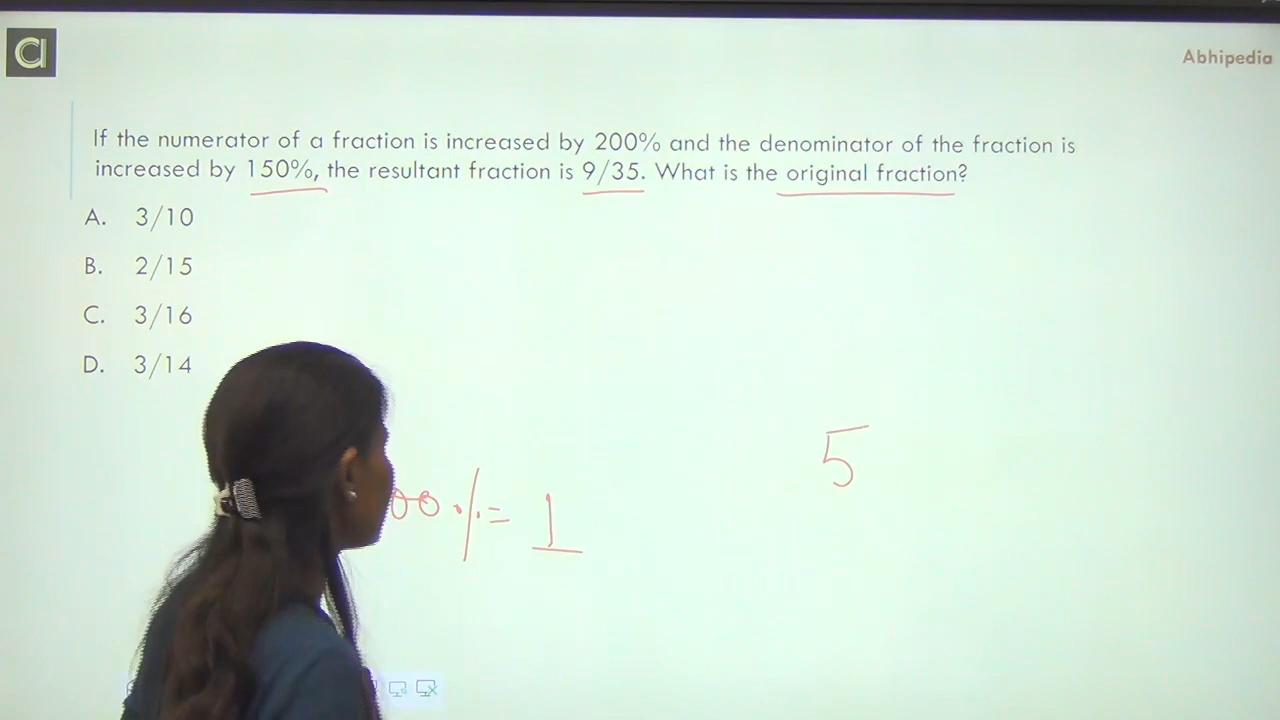 Abhipedia
If the numerator of a fraction is increased by 200% and the denominator of the fraction is
increased by 150%, the resultant fraction is 9/35. What is the original fraction?
A. 3/10
B. 2/15
C. 3/16
D. 3/14
5
00 % = 1